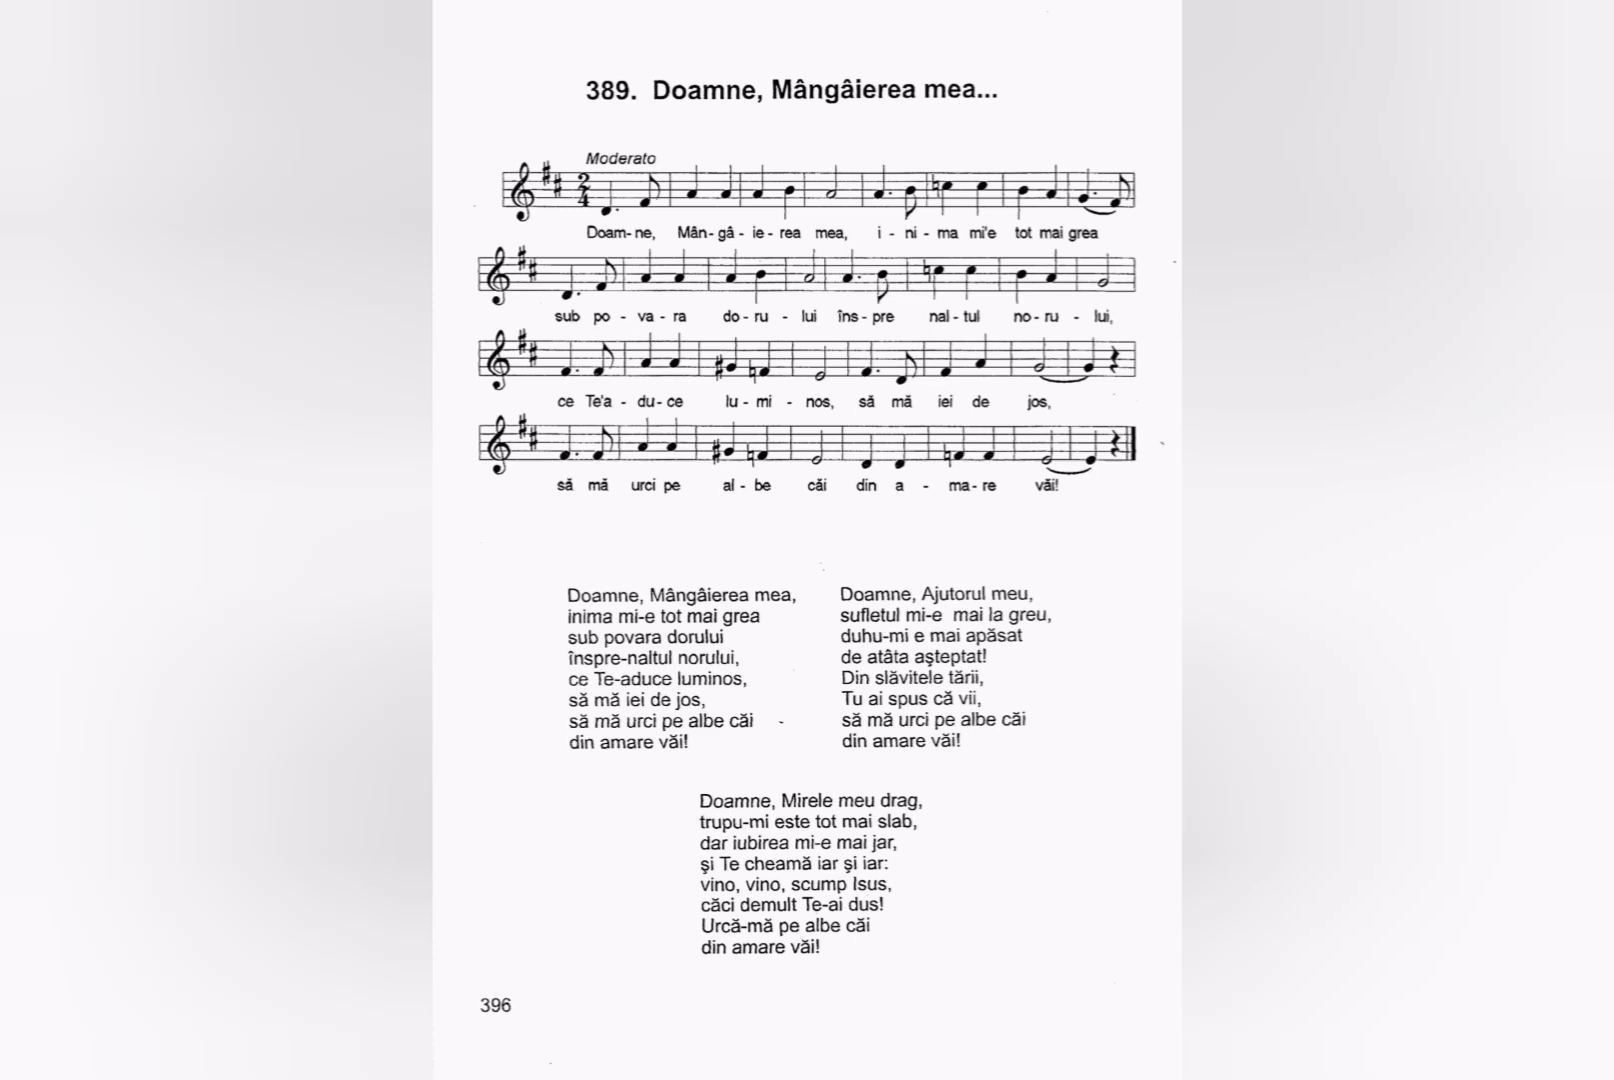 389. Doamne, Mângâierea mea...
Moderato
2
4
Doam- ne, Mân- gâ - ie - rea mea, i - ni - ma mi'e tot mai grea
sub po - va - ra do - ru - lui îns - pre nal - tul no - ru - lui,
ce Te'a - du - ce lu - mi - nos, să mă iei de jos,
să mă urci pe al - be căi din a - ma - re văi!
Doamne, Mângâierea mea,
inima mi-e tot mai grea
sub povara dorului
înspre-naltul norului,
ce Te-aduce luminos,
să mă iei de jos,
să mă urci pe albe căi
din amare văi!
Doamne, Ajutorul meu,
sufletul mi-e mai la greu,
duhu-mi e mai apăsat
de atâta aşteptat!
Din slăvitele tării,
Tu ai spus că vii,
să mă urci pe albe căi
din amare văi!
Doamne, Mirele meu drag,
trupu-mi este tot mai slab,
dar iubirea mi-e mai jar,
şi Te cheamă iar şi iar:
vino, vino, scump Isus,
căci demult Te-ai dus!
Urcă-mă pe albe căi
din amare văi!
396